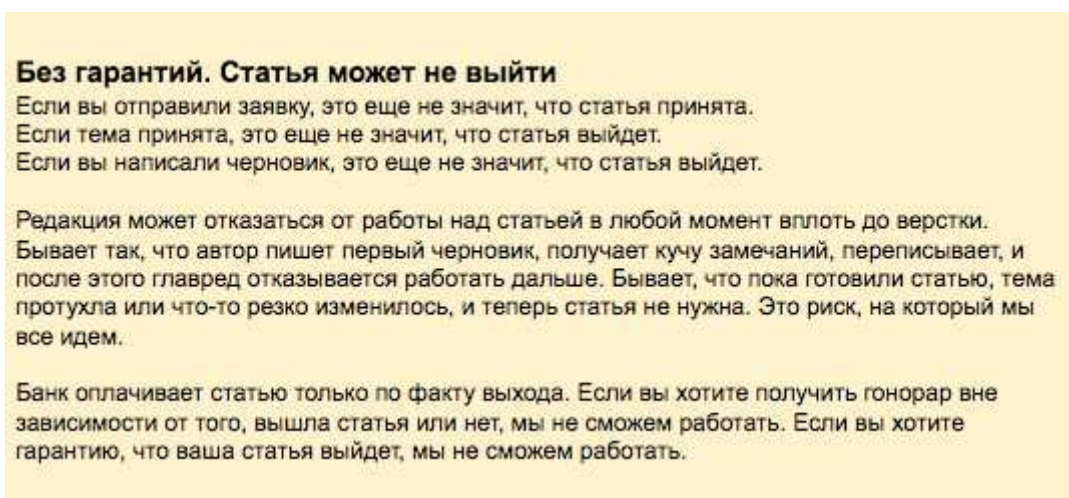 Без гарантий. Статья может не выйти
Если вы отправили заявку, это еще не значит, что статья принята.
Если тема принята, это еще не значит, что статья выйдет.
Если вы написали черновик, это еще не значит, что статья выйдет.
Редакция может отказаться от работы над статьей в любой момент вплоть до верстки.
Бывает так, что автор пишет первый черновик, получает кучу замечаний, переписывает, и
после этого главред отказывается работать дальше. Бывает, что пока готовили статью, тема
протухла или что-то резко изменилось, и теперь статья не нужна. Это риск, на который мы
все идем.
Банк оплачивает статью только по факту выхода. Если вы хотите получить гонорар вне
зависимости от того, вышла статья или нет, мы не сможем работать. Если вы хотите
гарантию, что ваша статья выйдет, мы не сможем работать.